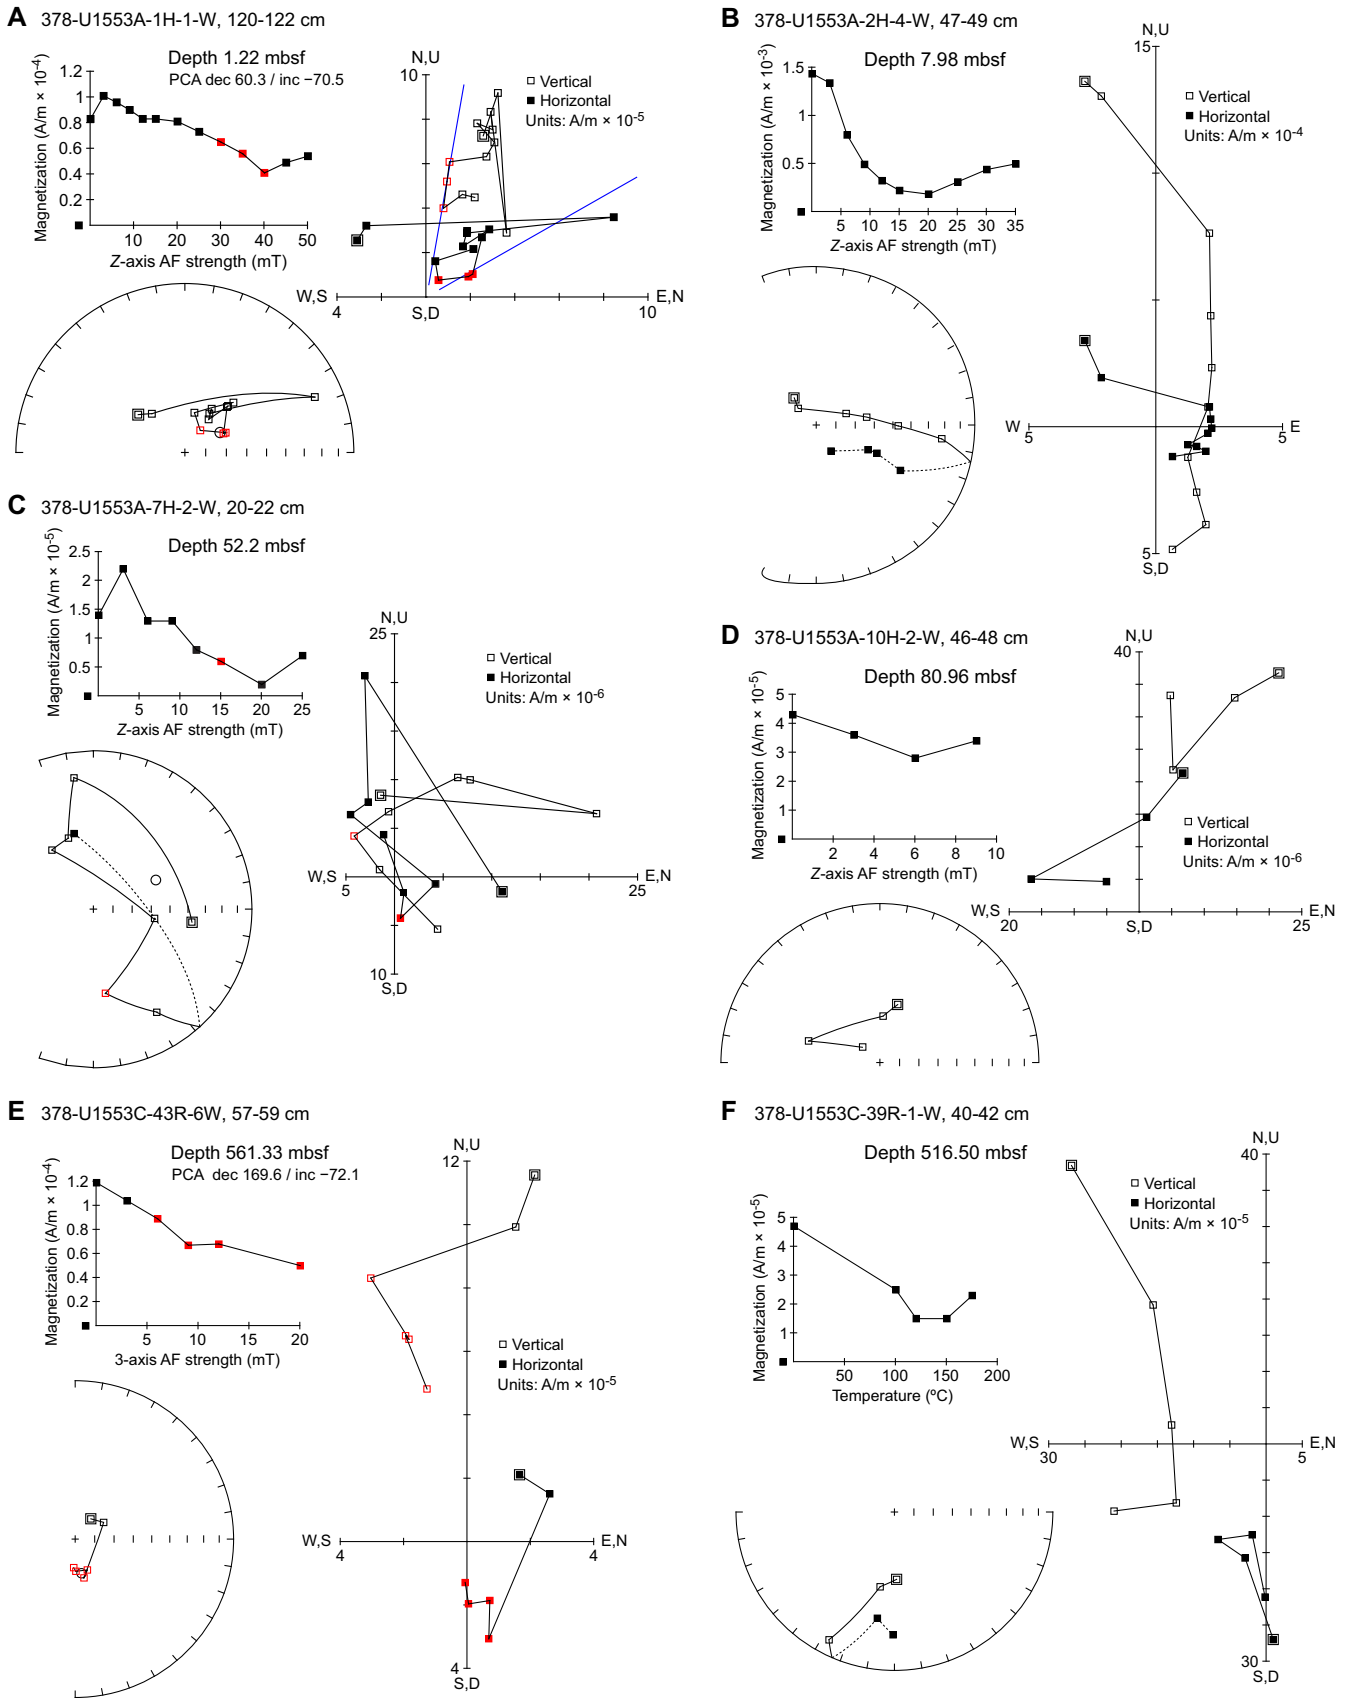 A 378-U1553A-1H-1-W, 120-122 cm
Depth 1.22 mbsf
PCA dec 60.3 / inc −70.5
Magnetization (A/m × 10-4)
1.2
1
0.8
0.6
0.4
0.2
10 20 30 40 50
Z-axis AF strength (mT)
N,U
10
Vertical
Horizontal
Units: A/m × 10-5
W,S
E,N
4
S,D
10
B 378-U1553A-2H-4-W, 47-49 cm
Depth 7.98 mbsf
Magnetization (A/m × 10-3)
1.5
1
0.5
5 10 15 20 25 30 35
Z-axis AF strength (mT)
N,U
15
Vertical
Horizontal
Units: A/m × 10-4
W
E
5
5
5
S,D
C 378-U1553A-7H-2-W, 20-22 cm
Depth 52.2 mbsf
Magnetization (A/m × 10-5)
2.5
2
1.5
1
0.5
5 10 15 20 25
Z-axis AF strength (mT)
N,U
25
Vertical
Horizontal
Units: A/m × 10-6
W,S
E,N
5
25
10
S,D
D 378-U1553A-10H-2-W, 46-48 cm
Depth 80.96 mbsf
Magnetization (A/m × 10-5)
5
4
3
2
1
2 4 6 8 10
Z-axis AF strength (mT)
N,U
40
Vertical
Horizontal
Units: A/m × 10-6
W,S
E,N
20
S,D
25
E 378-U1553C-43R-6W, 57-59 cm
Depth 561.33 mbsf
PCA dec 169.6 / inc −72.1
Magnetization (A/m × 10-4)
1.2
1
0.8
0.6
0.4
0.2
5 10 15 20
3-axis AF strength (mT)
N,U
12
Vertical
Horizontal
Units: A/m × 10-5
W,S
E,N
4
4
4
S,D
F 378-U1553C-39R-1-W, 40-42 cm
Depth 516.50 mbsf
Magnetization (A/m × 10-5)
5
4
3
2
1
50 100 150 200
Temperature (ºC)
N,U
40
Vertical
Horizontal
Units: A/m × 10-5
W,S
E,N
30
5
30
S,D